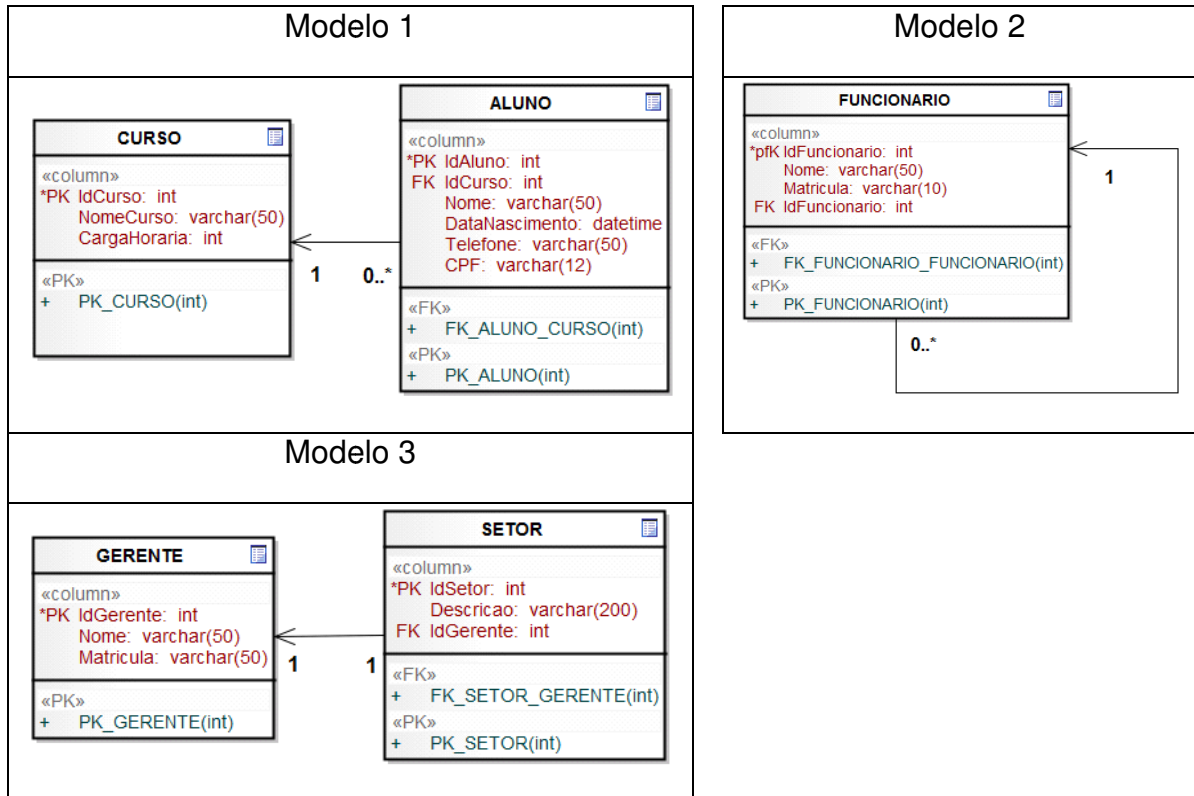 Modelo 1
CURSO
«column»
*PK IdCurso: int
NomeCurso: varchar(50)
CargaHoraria: int
«PK»
+ PK_CURSO(int)
1
0..*
ALUNO
«column»
*PK IdAluno: int
FK IdCurso: int
Nome: varchar(50)
DataNascimento: datetime
Telefone: varchar(50)
CPF: varchar(12)
«FK»
+ FK_ALUNO_CURSO(int)
«PK»
+ PK_ALUNO(int)
Modelo 2
FUNCIONARIO
«column»
*pfK IdFuncionario: int
Nome: varchar(50)
Matricula: varchar(10)
FK IdFuncionario: int
«FK»
+ FK_FUNCIONARIO_FUNCIONARIO(int)
«PK»
+ PK_FUNCIONARIO(int)
1
0..*
Modelo 3
GERENTE
«column»
*PK IdGerente: int
Nome: varchar(50)
Matricula: varchar(50)
«PK»
+ PK_GERENTE(int)
1
1
SETOR
«column»
*PK IdSetor: int
Descricao: varchar(200)
FK IdGerente: int
«FK»
+ FK_SETOR_GERENTE(int)
«PK»
+ PK_SETOR(int)